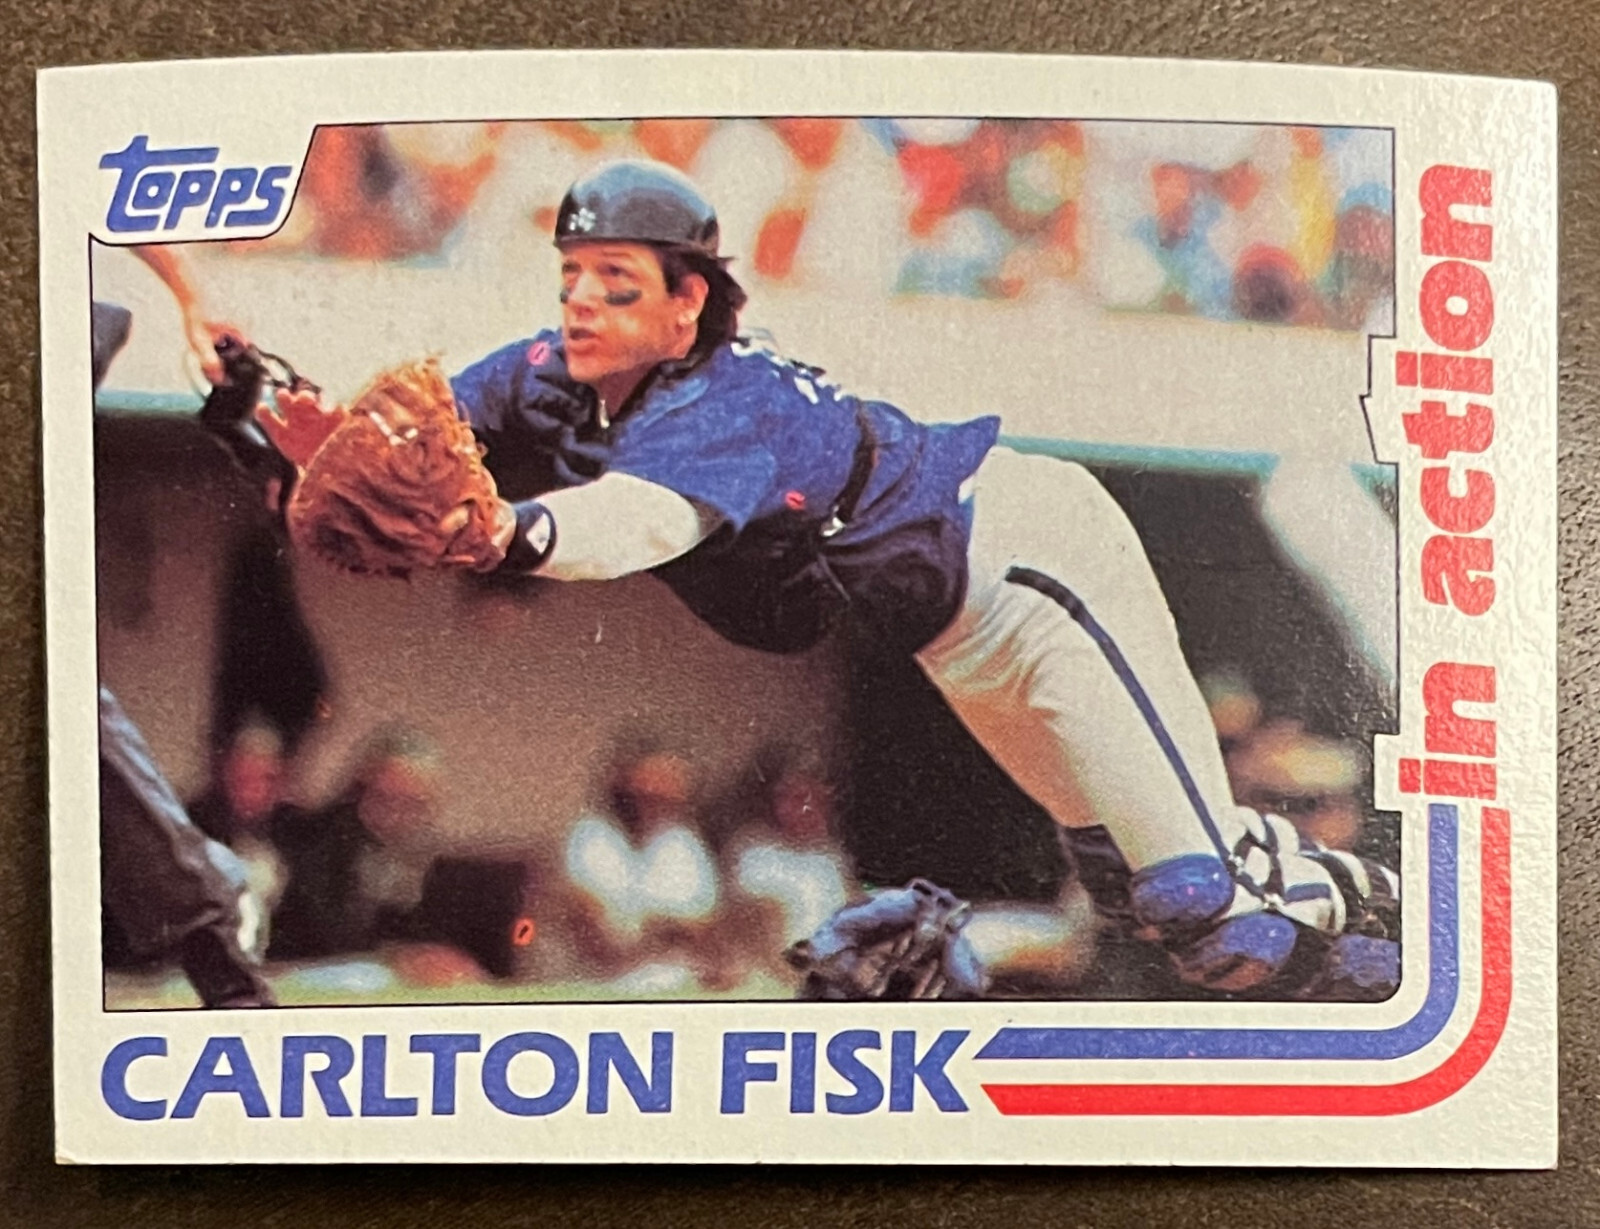 Topps
in action
CARLTON FISK